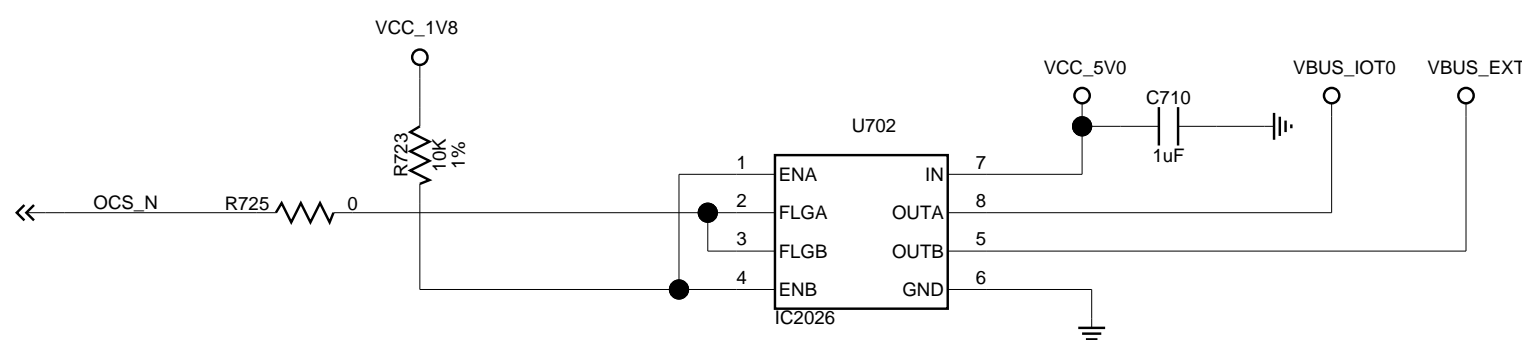 VCC_1V8
VCC_5V0
VBUS_IOT0
VBUS_EXT
C710
1uF
U702
R723
10K
1%
OCS_N
R725
0
1
ENA
2
FLGA
3
FLGB
4
ENB
IN
7
OUTA
8
OUTB
5
GND
6
IC2026